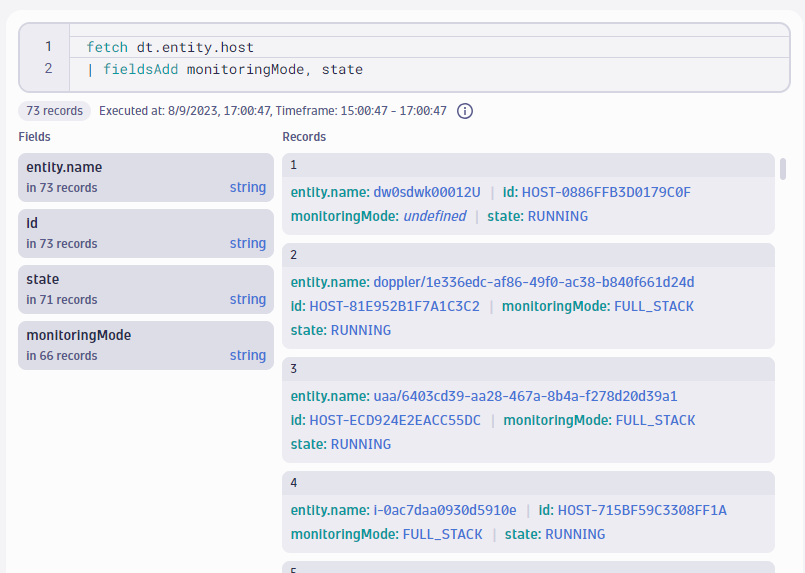 1 fetch dt.entity.host
2 | fieldsAdd monitoringMode, state
73 records Executed at: 8/9/2023, 17:00:47, Timeframe: 15:00:47 - 17:00:47
Fields
entity.name
in 73 records string
id
in 73 records string
state
in 71 records string
monitoringMode
in 66 records string
Records
1
entity.name: dw0sdwk00012U | id: HOST-0886FFB3D0179C0F
monitoringMode: undefined | state: RUNNING
2
entity.name: doppler/1e336edc-af86-49f0-ac38-b840f661d24d
id: HOST-81E952B1F7A1C3C2 | monitoringMode: FULL_STACK
state: RUNNING
3
entity.name: uaa/6403cd39-aa28-467a-8b4a-f278d20d39a1
id: HOST-ECD924E2EACC55DC | monitoringMode: FULL_STACK
state: RUNNING
4
entity.name: i-0ac7daa0930d5910e | id: HOST-715BF59C3308FF1A
monitoringMode: FULL_STACK | state: RUNNING
5